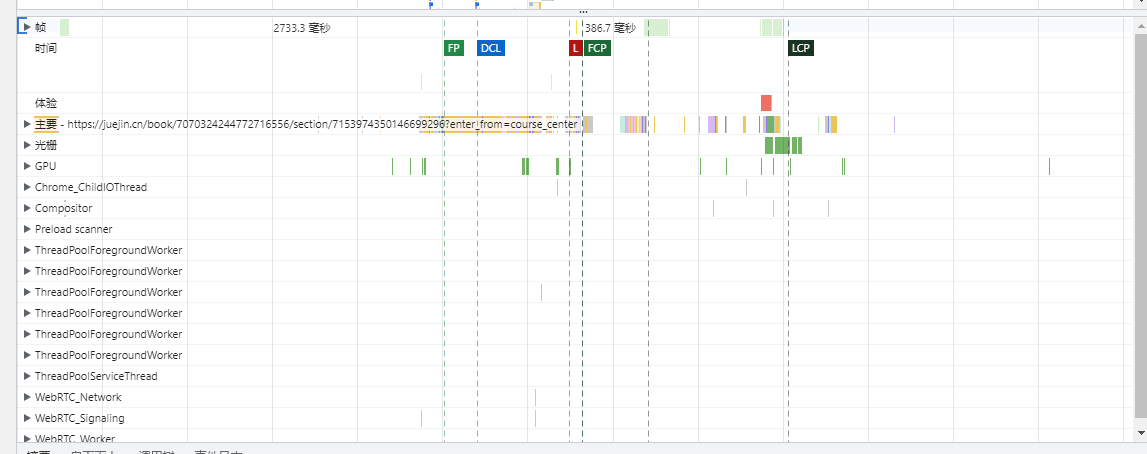 帧 2733.3 毫秒 386.7 毫秒
时间 FP DCL L FCP LCP
体验
主要 - https://juejin.cn/book/7070324244772716556/section/7153974350146699296?enter_from=course_center
光栅
GPU
Chrome_ChildIOThread
Compositor
Preload scanner
ThreadPoolForegroundWorker
ThreadPoolForegroundWorker
ThreadPoolForegroundWorker
ThreadPoolForegroundWorker
ThreadPoolForegroundWorker
ThreadPoolForegroundWorker
ThreadPoolServiceThread
WebRTC_Network
WebRTC_Signaling
WebRTC_Worker